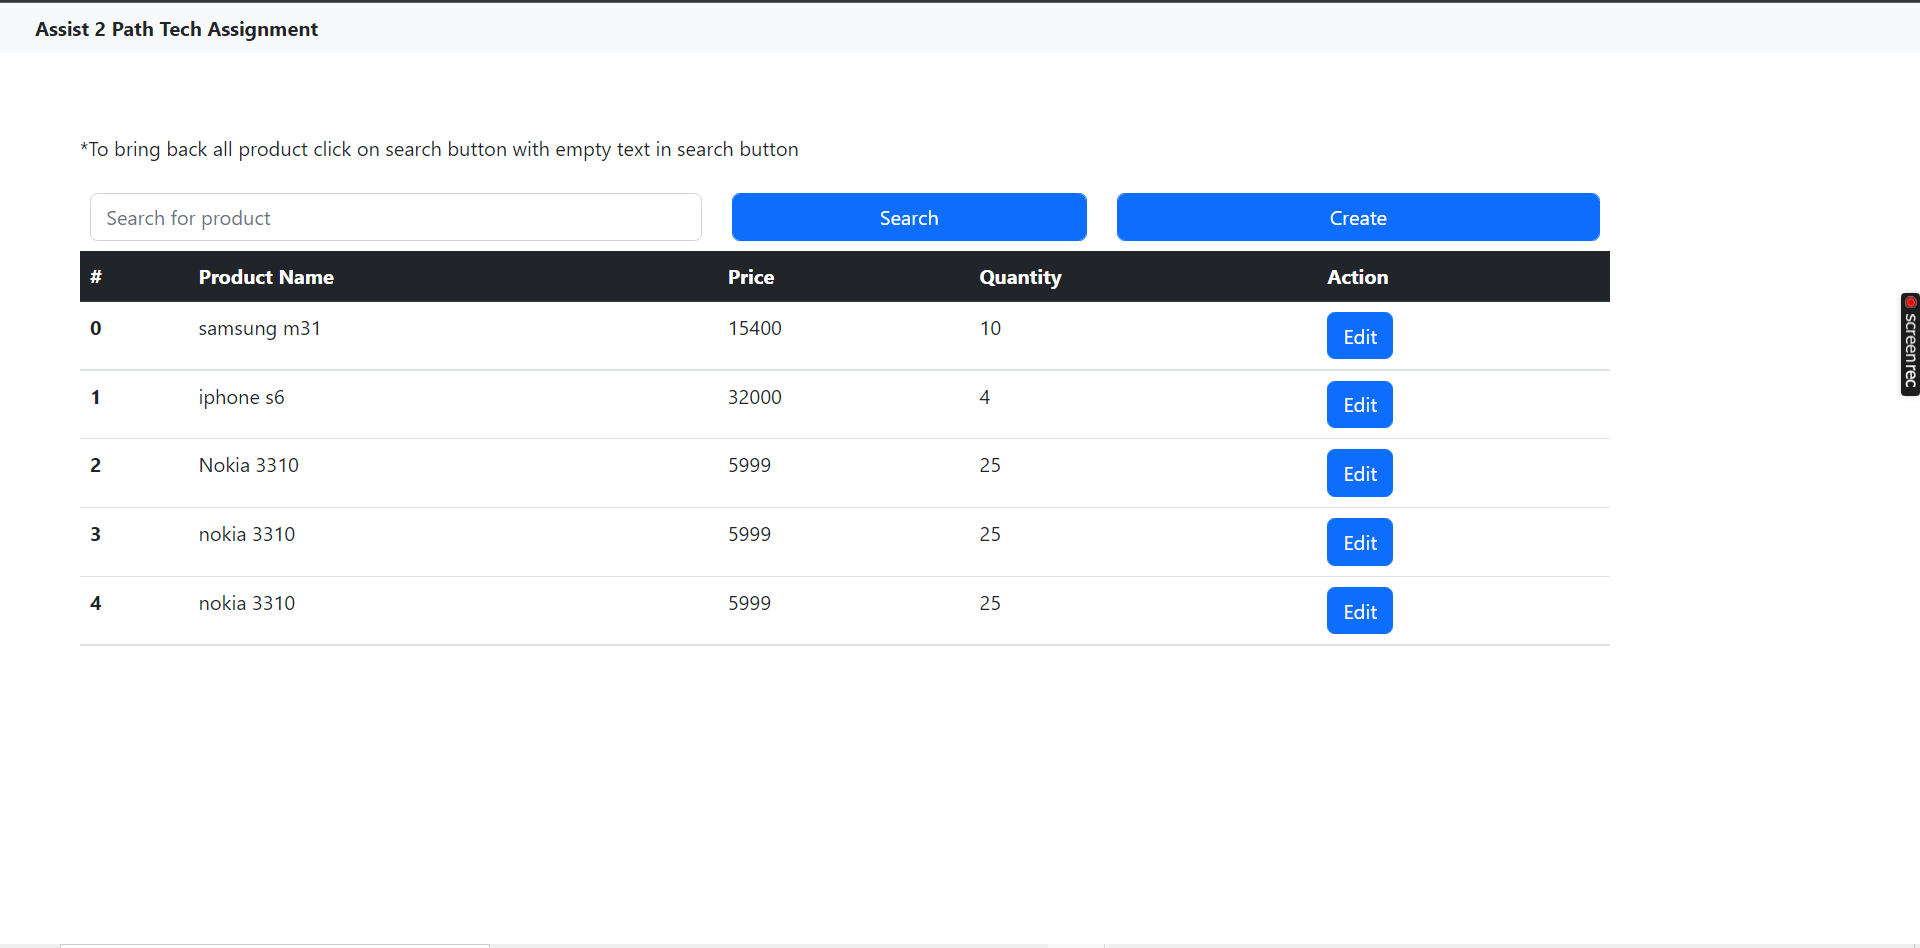 Assist 2 Path Tech Assignment
*To bring back all product click on search button with empty text in search button
Search for product Search Create
# Product Name Price Quantity Action
0 samsung m31 15400 10 Edit
1 iphone s6 32000 4 Edit
2 Nokia 3310 5999 25 Edit
3 nokia 3310 5999 25 Edit
4 nokia 3310 5999 25 Edit
screenrec